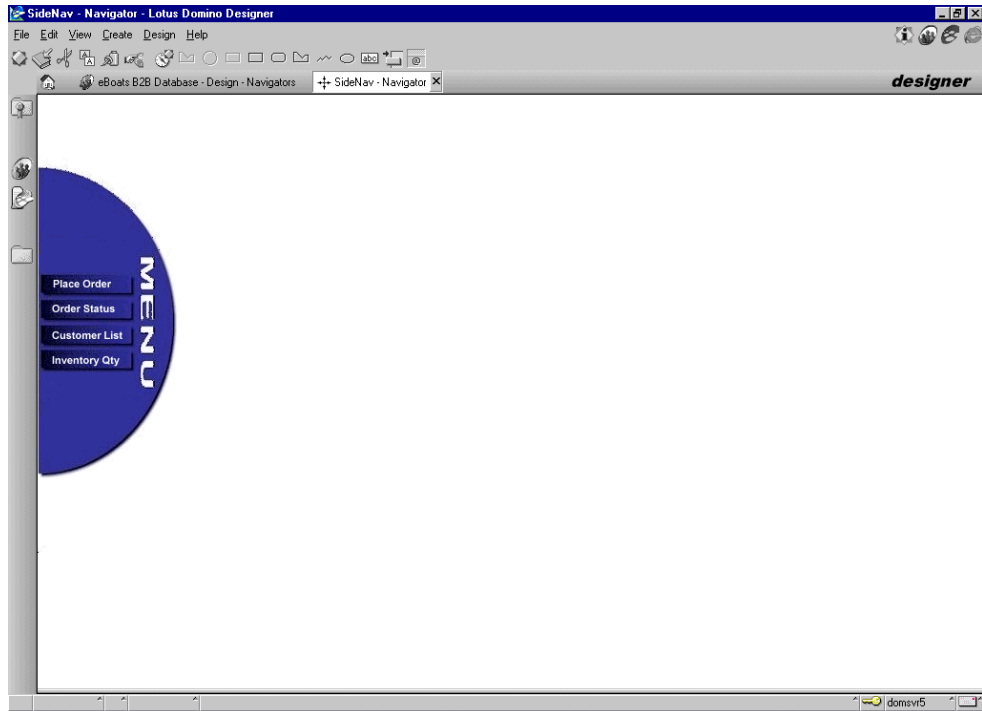 SideNav - Navigator - Lotus Domino Designer
File Edit View Create Design Help
abc
@
eBoats B2B Database - Design - Navigators
SideNav - Navigator
designer
MENU
Place Order
Order Status
Customer List
Inventory Qty
domsvr5